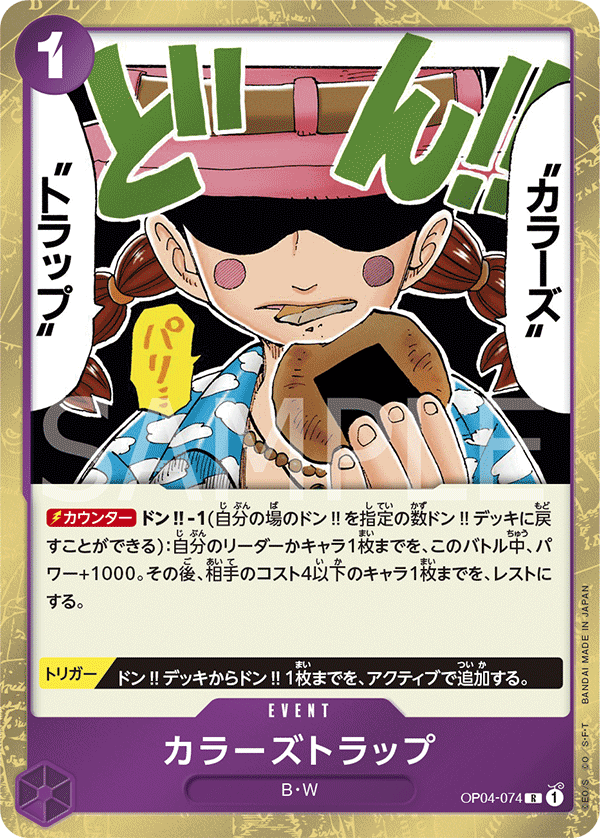 DON!!
1
どん!!
"カラーズ"
"トラップ"
パリ
SAMPLE
カウンター ドン!!-1(自分の場のドン!!を指定の数ドン!!デッキに戻
すことができる):自分のリーダーかキャラ1枚までを、このバトル中、パ
ワー+1000。その後、相手のコスト4以下のキャラ1枚までを、レストに
する。
トリガー ドン!!デッキからドン!!1枚までを、アクティブで追加する。
EVENT
カラーズトラップ
B・W
OP04-074 R 1
©E.O./S. ©O./S・F・T BANDAI MADE IN JAPAN